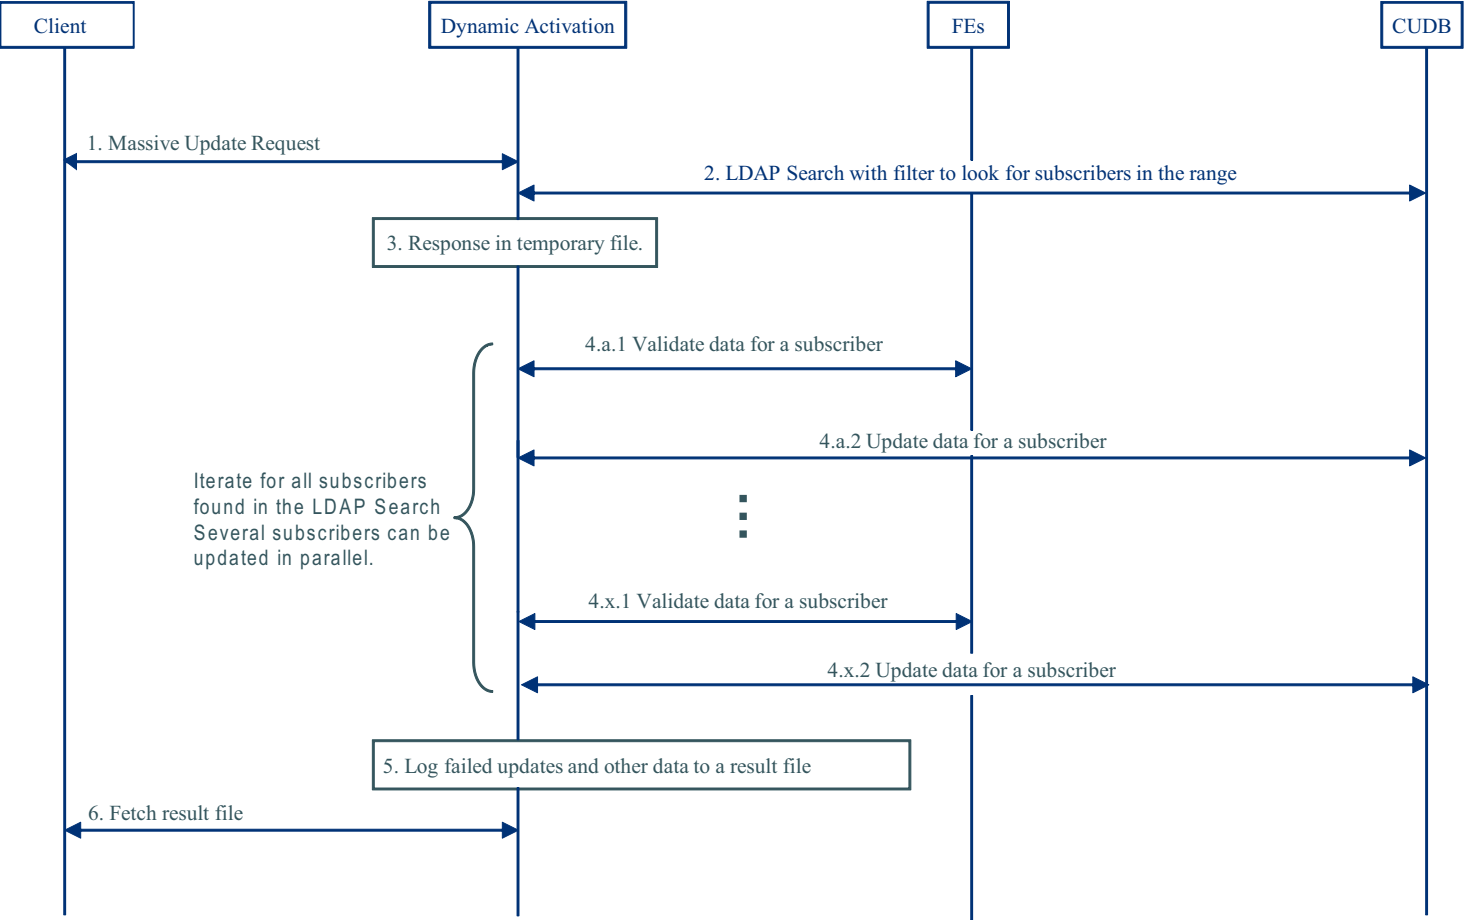 Client
Dynamic Activation
FEs
CUDB
1. Massive Update Request
2. LDAP Search with filter to look for subscribers in the range
3. Response in temporary file.
4.a.1 Validate data for a subscriber
4.a.2 Update data for a subscriber
Iterate for all subscribers
found in the LDAP Search
Several subscribers can be
updated in parallel.
4.x.1 Validate data for a subscriber
4.x.2 Update data for a subscriber
5. Log failed updates and other data to a result file
6. Fetch result file